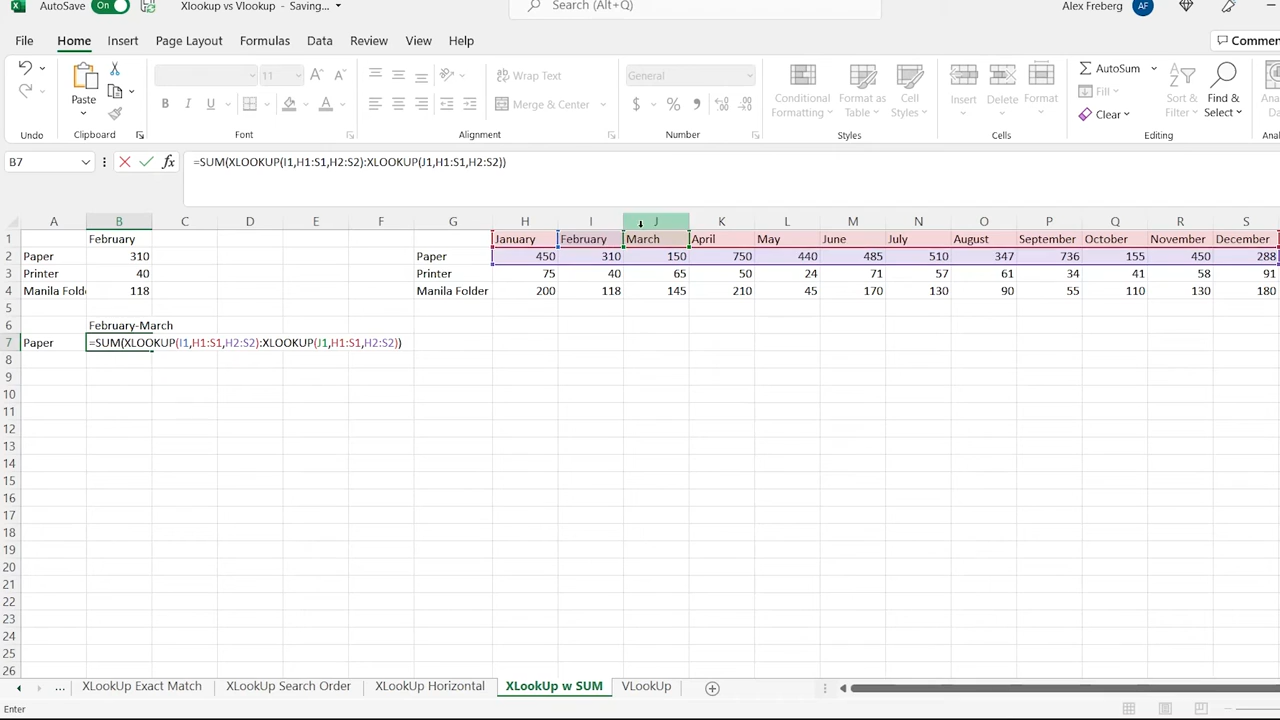 AutoSave On Xlookup vs Vlookup - Saving... Search (Alt+Q) Alex Freberg AF
File Home Insert Page Layout Formulas Data Review View Help
11 Wrap Text General AutoSum
Paste Merge & Center $ % Conditional Formatting Format as Table Cell Styles Insert Delete Format Fill Sort & Filter Find & Select
Clear
Undo Clipboard Font Alignment Number Styles Cells Editing
B7 fx =SUM(XLOOKUP(I1,H1:S1,H2:S2):XLOOKUP(J1,H1:S1,H2:S2))
A B C D E F G H I J K L M N O P Q R S
1 February January February March April May June July August September October November December
2 Paper 310 Paper 450 310 150 750 440 485 510 347 736 155 450 288
3 Printer 40 Printer 75 40 65 50 24 71 57 61 34 41 58 91
4 Manila Folde 118 Manila Folder 200 118 145 210 45 170 130 90 55 110 130 180
5
6 February-March
7 Paper =SUM(XLOOKUP(I1,H1:S1,H2:S2):XLOOKUP(J1,H1:S1,H2:S2))
8
9
10
11
12
13
14
15
16
17
18
19
20
21
22
23
24
25
26
... XLookUp Exact Match XLookUp Search Order XLookUp Horizontal XLookUp w SUM VLookUp
Enter